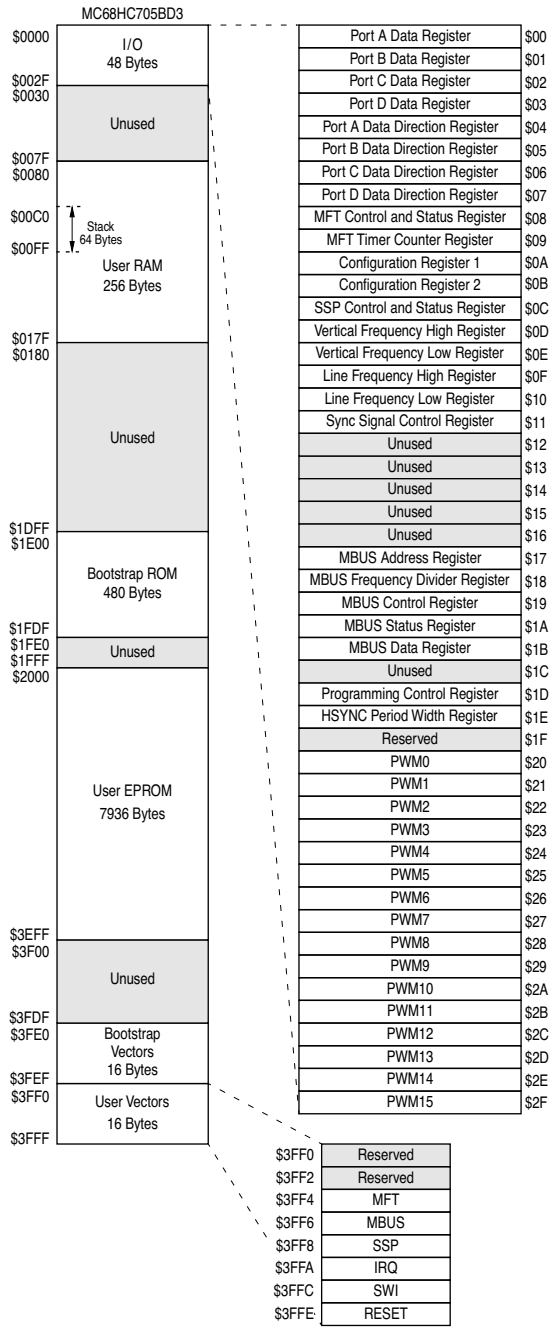 MC68HC705BD3
$0000
I/O
48 Bytes
$002F
$0030
Unused
$007F
$0080
$00C0
Stack
64 Bytes
$00FF
User RAM
256 Bytes
$017F
$0180
Unused
$1DFF
$1E00
Bootstrap ROM
480 Bytes
$1FDF
$1FE0
Unused
$1FFF
$2000
User EPROM
7936 Bytes
$3EFF
$3F00
Unused
$3FDF
$3FE0
Bootstrap
Vectors
16 Bytes
$3FEF
$3FF0
User Vectors
16 Bytes
$3FFF
Port A Data Register $00
Port B Data Register $01
Port C Data Register $02
Port D Data Register $03
Port A Data Direction Register $04
Port B Data Direction Register $05
Port C Data Direction Register $06
Port D Data Direction Register $07
MFT Control and Status Register $08
MFT Timer Counter Register $09
Configuration Register 1 $0A
Configuration Register 2 $0B
SSP Control and Status Register $0C
Vertical Frequency High Register $0D
Vertical Frequency Low Register $0E
Line Frequency High Register $0F
Line Frequency Low Register $10
Sync Signal Control Register $11
Unused $12
Unused $13
Unused $14
Unused $15
Unused $16
MBUS Address Register $17
MBUS Frequency Divider Register $18
MBUS Control Register $19
MBUS Status Register $1A
MBUS Data Register $1B
Unused $1C
Programming Control Register $1D
HSYNC Period Width Register $1E
Reserved $1F
PWM0 $20
PWM1 $21
PWM2 $22
PWM3 $23
PWM4 $24
PWM5 $25
PWM6 $26
PWM7 $27
PWM8 $28
PWM9 $29
PWM10 $2A
PWM11 $2B
PWM12 $2C
PWM13 $2D
PWM14 $2E
PWM15 $2F
$3FF0 Reserved
$3FF2 Reserved
$3FF4 MFT
$3FF6 MBUS
$3FF8 SSP
$3FFA IRQ
$3FFC SWI
$3FFE RESET